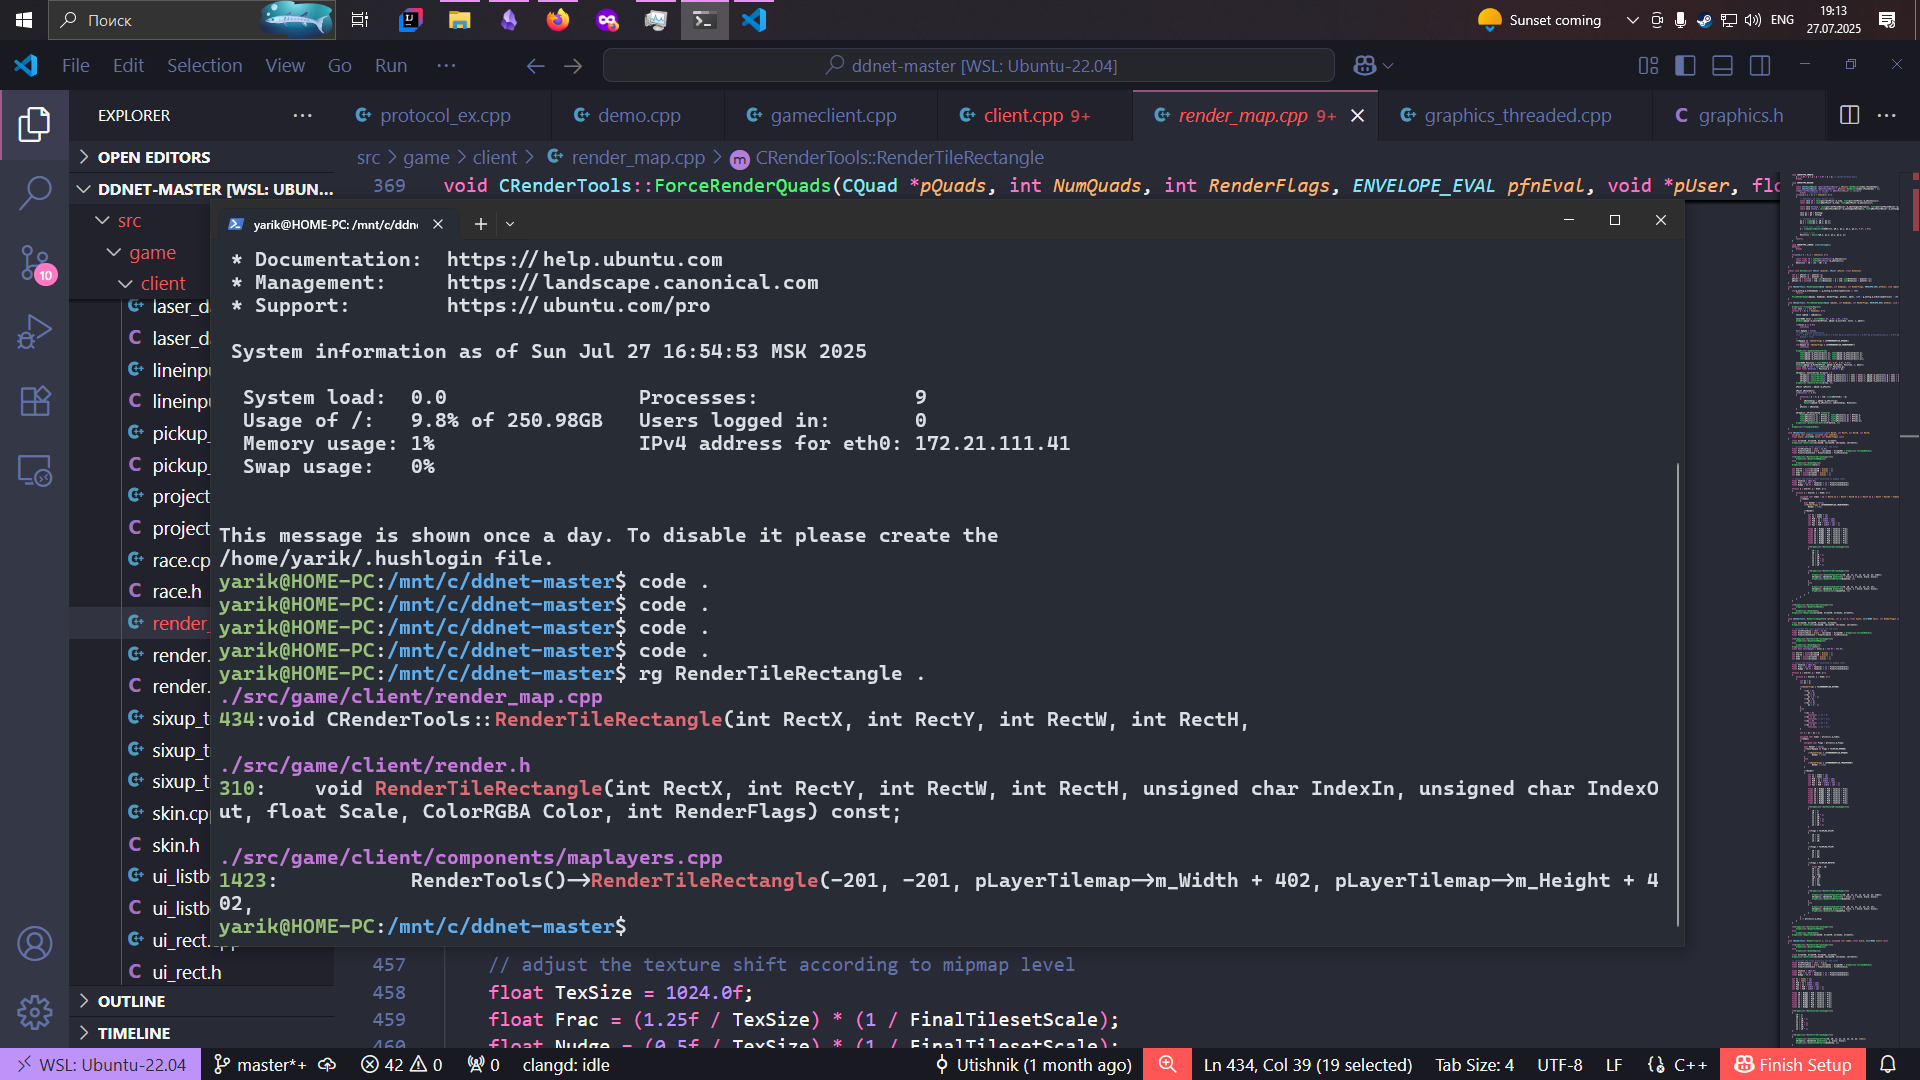 Поиск
Sunset coming
ENG
19:13
27.07.2025
File Edit Selection View Go Run ···
ddnet-master [WSL: Ubuntu-22.04]
EXPLORER
protocol_ex.cpp
demo.cpp
gameclient.cpp
client.cpp 9+
render_map.cpp 9+
graphics_threaded.cpp
graphics.h
OPEN EDITORS
src > game > client > render_map.cpp > CRenderTools::RenderTileRectangle
DDNET-MASTER [WSL: UBUN...
369 void CRenderTools::ForceRenderQuads(CQuad *pQuads, int NumQuads, int RenderFlags, ENVELOPE_EVAL pfnEval, void *pUser, flo
src
game
client
10
laser_d
laser_d
lineinpu
lineinpu
pickup_
pickup_
project
project
race.cp
race.h
render_
render.
render.
sixup_t
sixup_t
sixup_t
skin.cp
skin.h
ui_listb
ui_listb
ui_rect.cpp
ui_rect.h
OUTLINE
TIMELINE
yarik@HOME-PC: /mnt/c/ddn
* Documentation: https://help.ubuntu.com
* Management: https://landscape.canonical.com
* Support: https://ubuntu.com/pro
System information as of Sun Jul 27 16:54:53 MSK 2025
System load: 0.0 Processes: 9
Usage of /: 9.8% of 250.98GB Users logged in: 0
Memory usage: 1% IPv4 address for eth0: 172.21.111.41
Swap usage: 0%
This message is shown once a day. To disable it please create the
/home/yarik/.hushlogin file.
yarik@HOME-PC:/mnt/c/ddnet-master$ code .
yarik@HOME-PC:/mnt/c/ddnet-master$ code .
yarik@HOME-PC:/mnt/c/ddnet-master$ code .
yarik@HOME-PC:/mnt/c/ddnet-master$ code .
yarik@HOME-PC:/mnt/c/ddnet-master$ rg RenderTileRectangle .
./src/game/client/render_map.cpp
434:void CRenderTools::RenderTileRectangle(int RectX, int RectY, int RectW, int RectH,
./src/game/client/render.h
310: void RenderTileRectangle(int RectX, int RectY, int RectW, int RectH, unsigned char IndexIn, unsigned char IndexO
ut, float Scale, ColorRGBA Color, int RenderFlags) const;
./src/game/client/components/maplayers.cpp
1423: RenderTools()->RenderTileRectangle(-201, -201, pLayerTilemap->m_Width + 402, pLayerTilemap->m_Height + 4
02,
yarik@HOME-PC:/mnt/c/ddnet-master$
457 // adjust the texture shift according to mipmap level
458 float TexSize = 1024.0f;
459 float Frac = (1.25f / TexSize) * (1 / FinalTilesetScale);
460 float Nudge = (0.5f / TexSize) * (1 / FinalTilesetScale);
WSL: Ubuntu-22.04
master*+
42 0
0
clangd: idle
Utishnik (1 month ago)
Ln 434, Col 39 (19 selected)
Tab Size: 4
UTF-8
LF
C++
Finish Setup